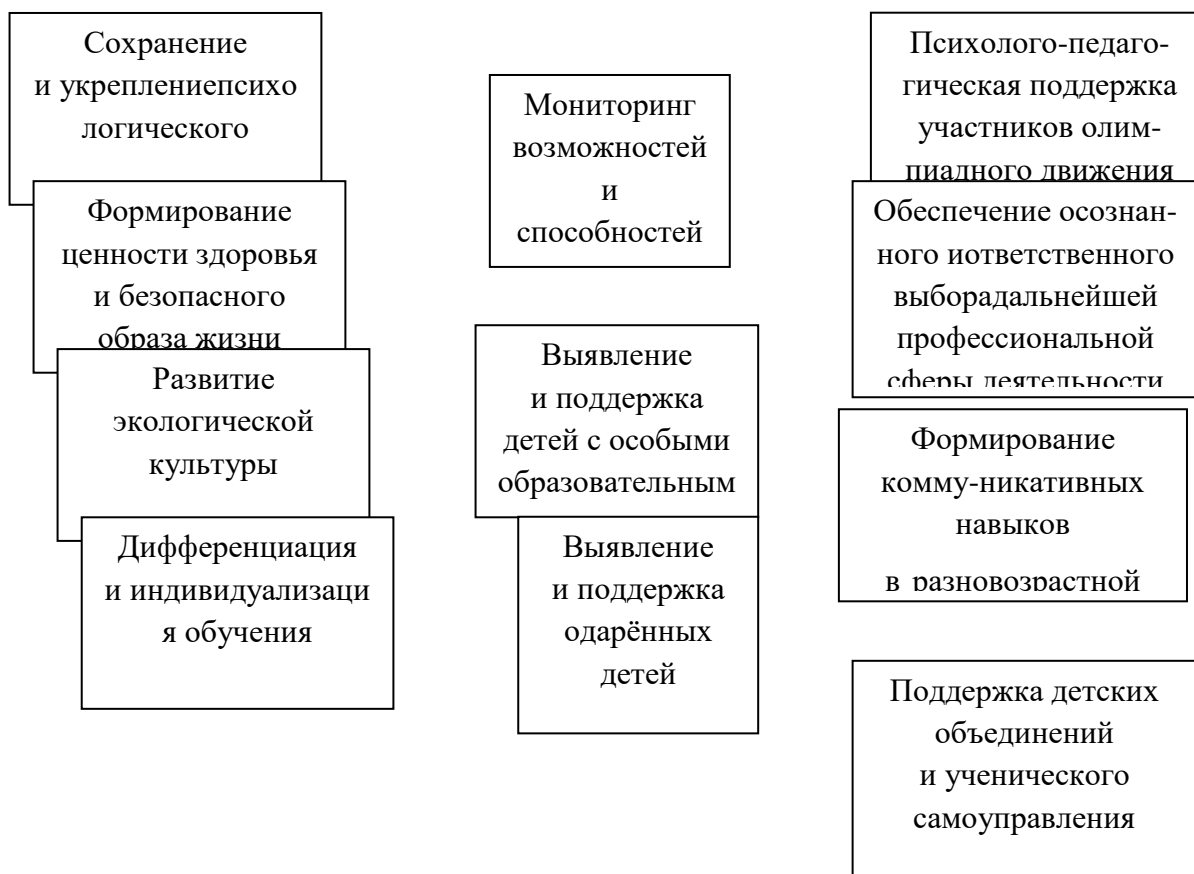 Сохранение
и укреплениепсихо
логического
Формирование
ценности здоровья
и безопасного
образа жизни
Развитие
экологической
культуры
Дифференциация
и индивидуализаци
я обучения
Мониторинг
возможностей
и
способностей
Выявление
и поддержка
детей с особыми
образовательным
Выявление
и поддержка
одарённых
детей
Психолого-педаго-
гическая поддержка
участников олим-
пиадного движения
Обеспечение осознан-
ного иответственного
выборадальнейшей
профессиональной
сферы деятельности
Формирование
комму-никативных
навыков
в разновозрастной
Поддержка детских
объединений
и ученического
самоуправления